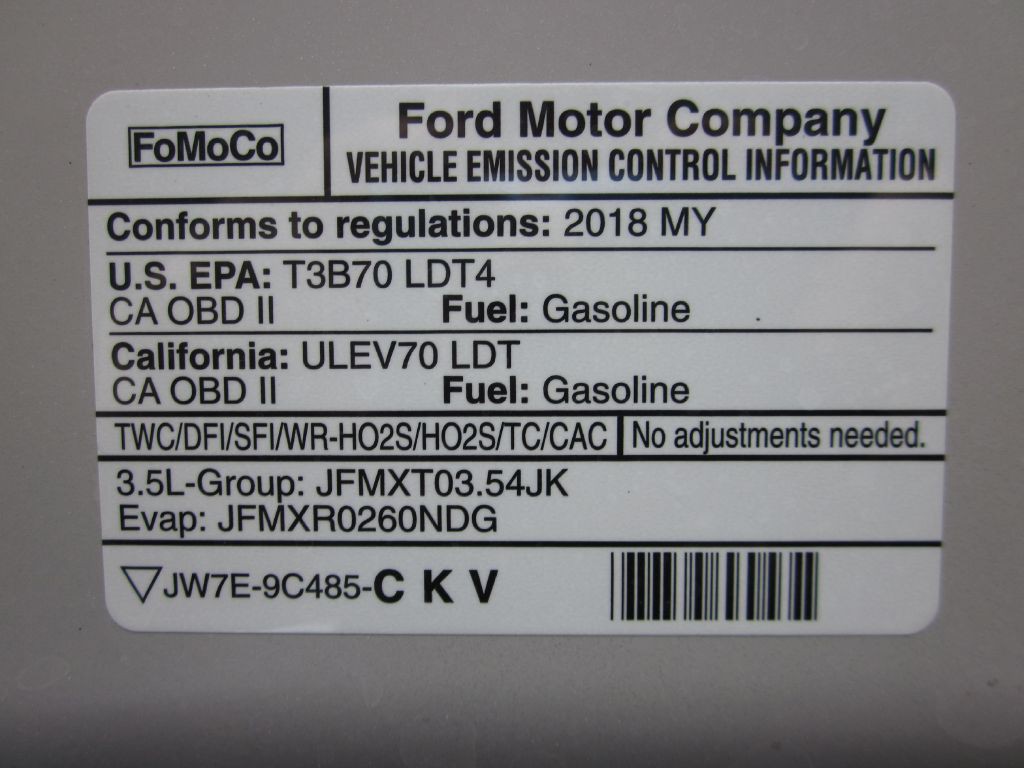 FoMoCo
Ford Motor Company
VEHICLE EMISSION CONTROL INFORMATION
Conforms to regulations: 2018 MY
U.S. EPA: T3B70 LDT4
CA OBD II Fuel: Gasoline
California: ULEV70 LDT
CA OBD II Fuel: Gasoline
TWC/DFI/SFI/WR-HO2S/HO2S/TC/CAC No adjustments needed.
3.5L-Group: JFMXT03.54JK
Evap: JFMXR0260NDG
JW7E-9C485-C K V